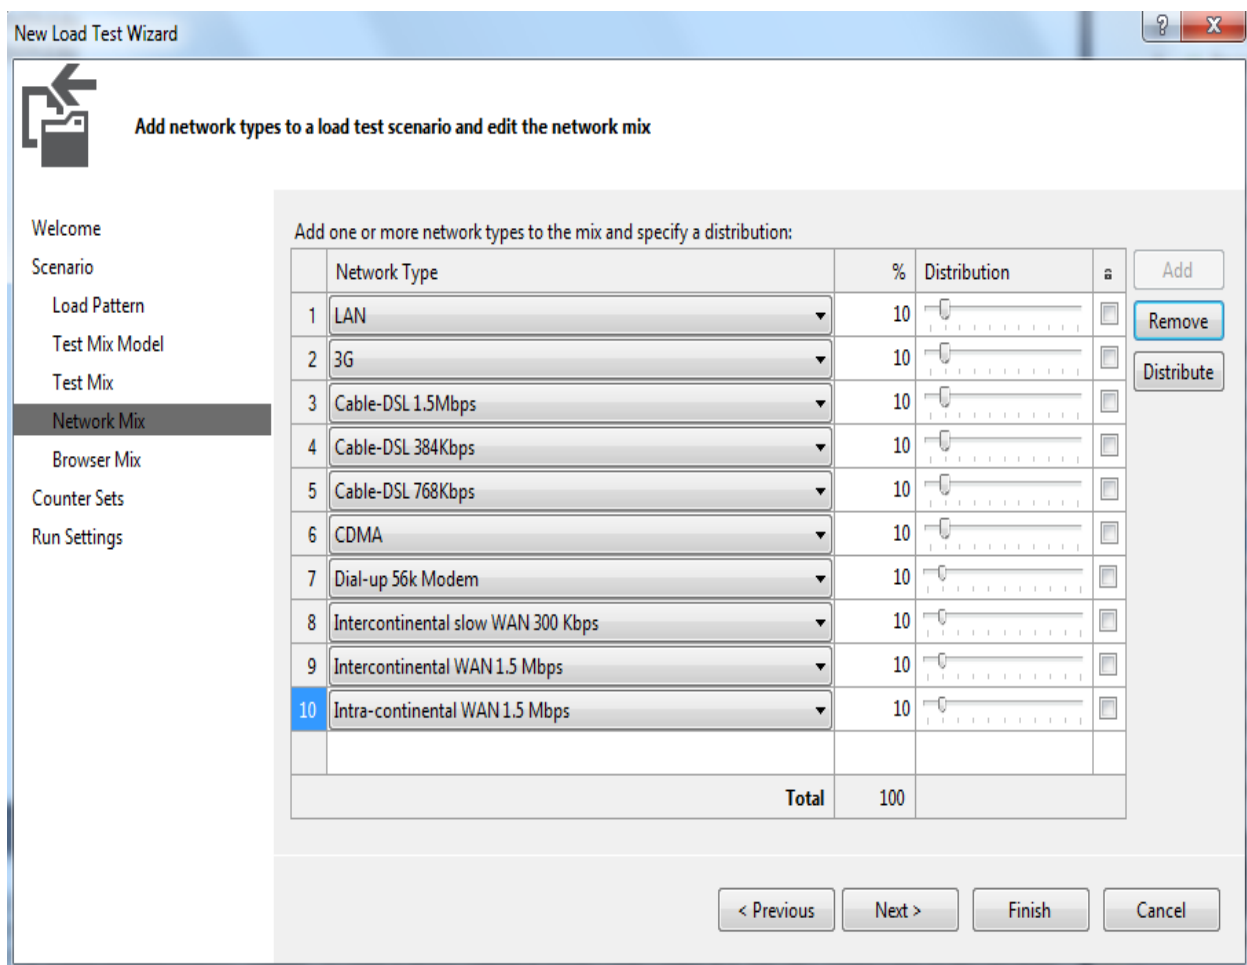 New Load Test Wizard
?
X
Add network types to a load test scenario and edit the network mix
Welcome
Scenario
Load Pattern
Test Mix Model
Test Mix
Network Mix
Browser Mix
Counter Sets
Run Settings
Add one or more network types to the mix and specify a distribution:
Network Type % Distribution
1 LAN 10
2 3G 10
3 Cable-DSL 1.5Mbps 10
4 Cable-DSL 384Kbps 10
5 Cable-DSL 768Kbps 10
6 CDMA 10
7 Dial-up 56k Modem 10
8 Intercontinental slow WAN 300 Kbps 10
9 Intercontinental WAN 1.5 Mbps 10
10 Intra-continental WAN 1.5 Mbps 10
Total 100
Add
Remove
Distribute
< Previous
Next >
Finish
Cancel